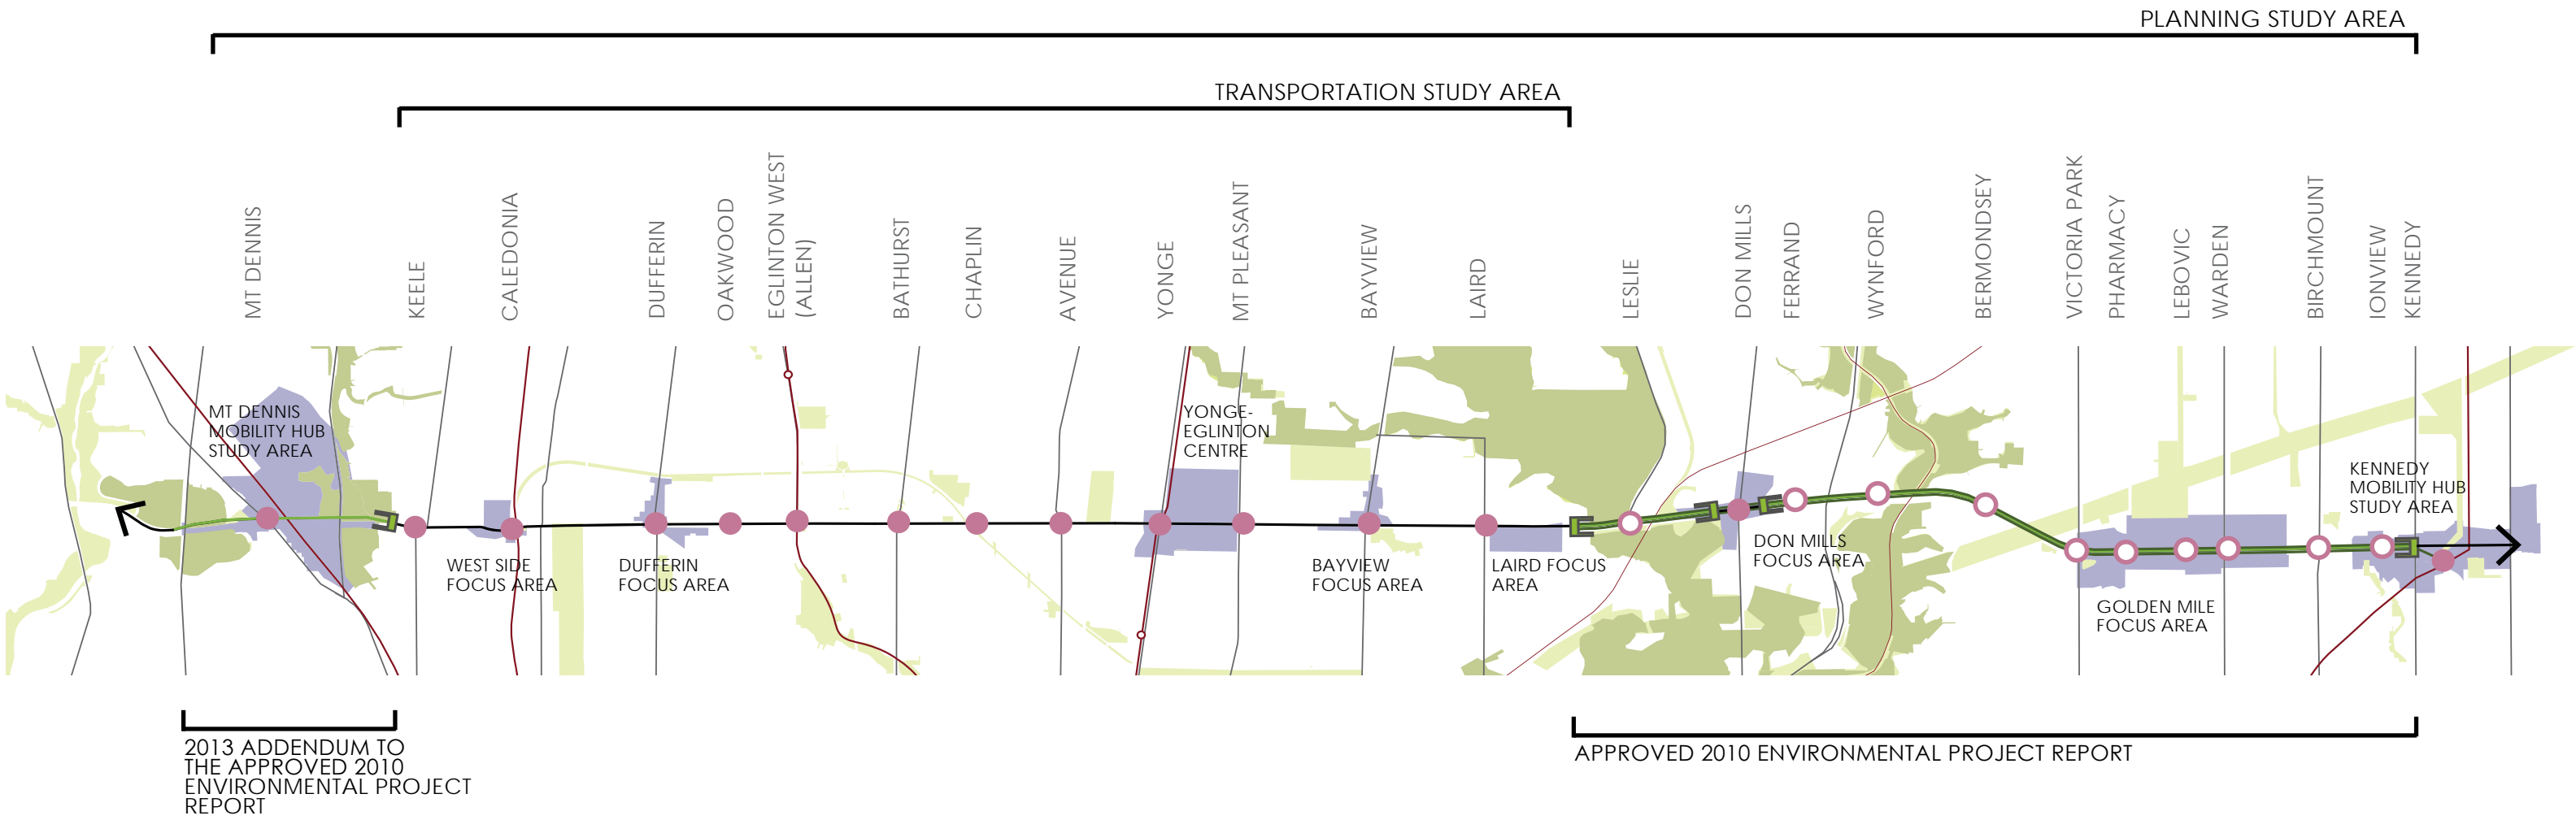 PLANNING STUDY AREA
TRANSPORTATION STUDY AREA
MT DENNIS
KEELE
CALEDONIA
DUFFERIN
OAKWOOD
EGLINTON WEST
(ALLEN)
BATHURST
CHAPLIN
AVENUE
YONGE
MT PLEASANT
BAYVIEW
LAIRD
LESLIE
DON MILLS
FERRAND
WYNFORD
BERMONDSEY
VICTORIA PARK
PHARMACY
LEBOVIC
WARDEN
BIRCHMOUNT
IONVIEW
KENNEDY
MT DENNIS
MOBILITY HUB
STUDY AREA
WEST SIDE
FOCUS AREA
DUFFERIN
FOCUS AREA
YONGE-
EGLINTON
CENTRE
BAYVIEW
FOCUS AREA
LAIRD FOCUS
AREA
DON MILLS
FOCUS AREA
GOLDEN MILE
FOCUS AREA
KENNEDY
MOBILITY HUB
STUDY AREA
2013 ADDENDUM TO
THE APPROVED 2010
ENVIRONMENTAL PROJECT
REPORT
APPROVED 2010 ENVIRONMENTAL PROJECT REPORT